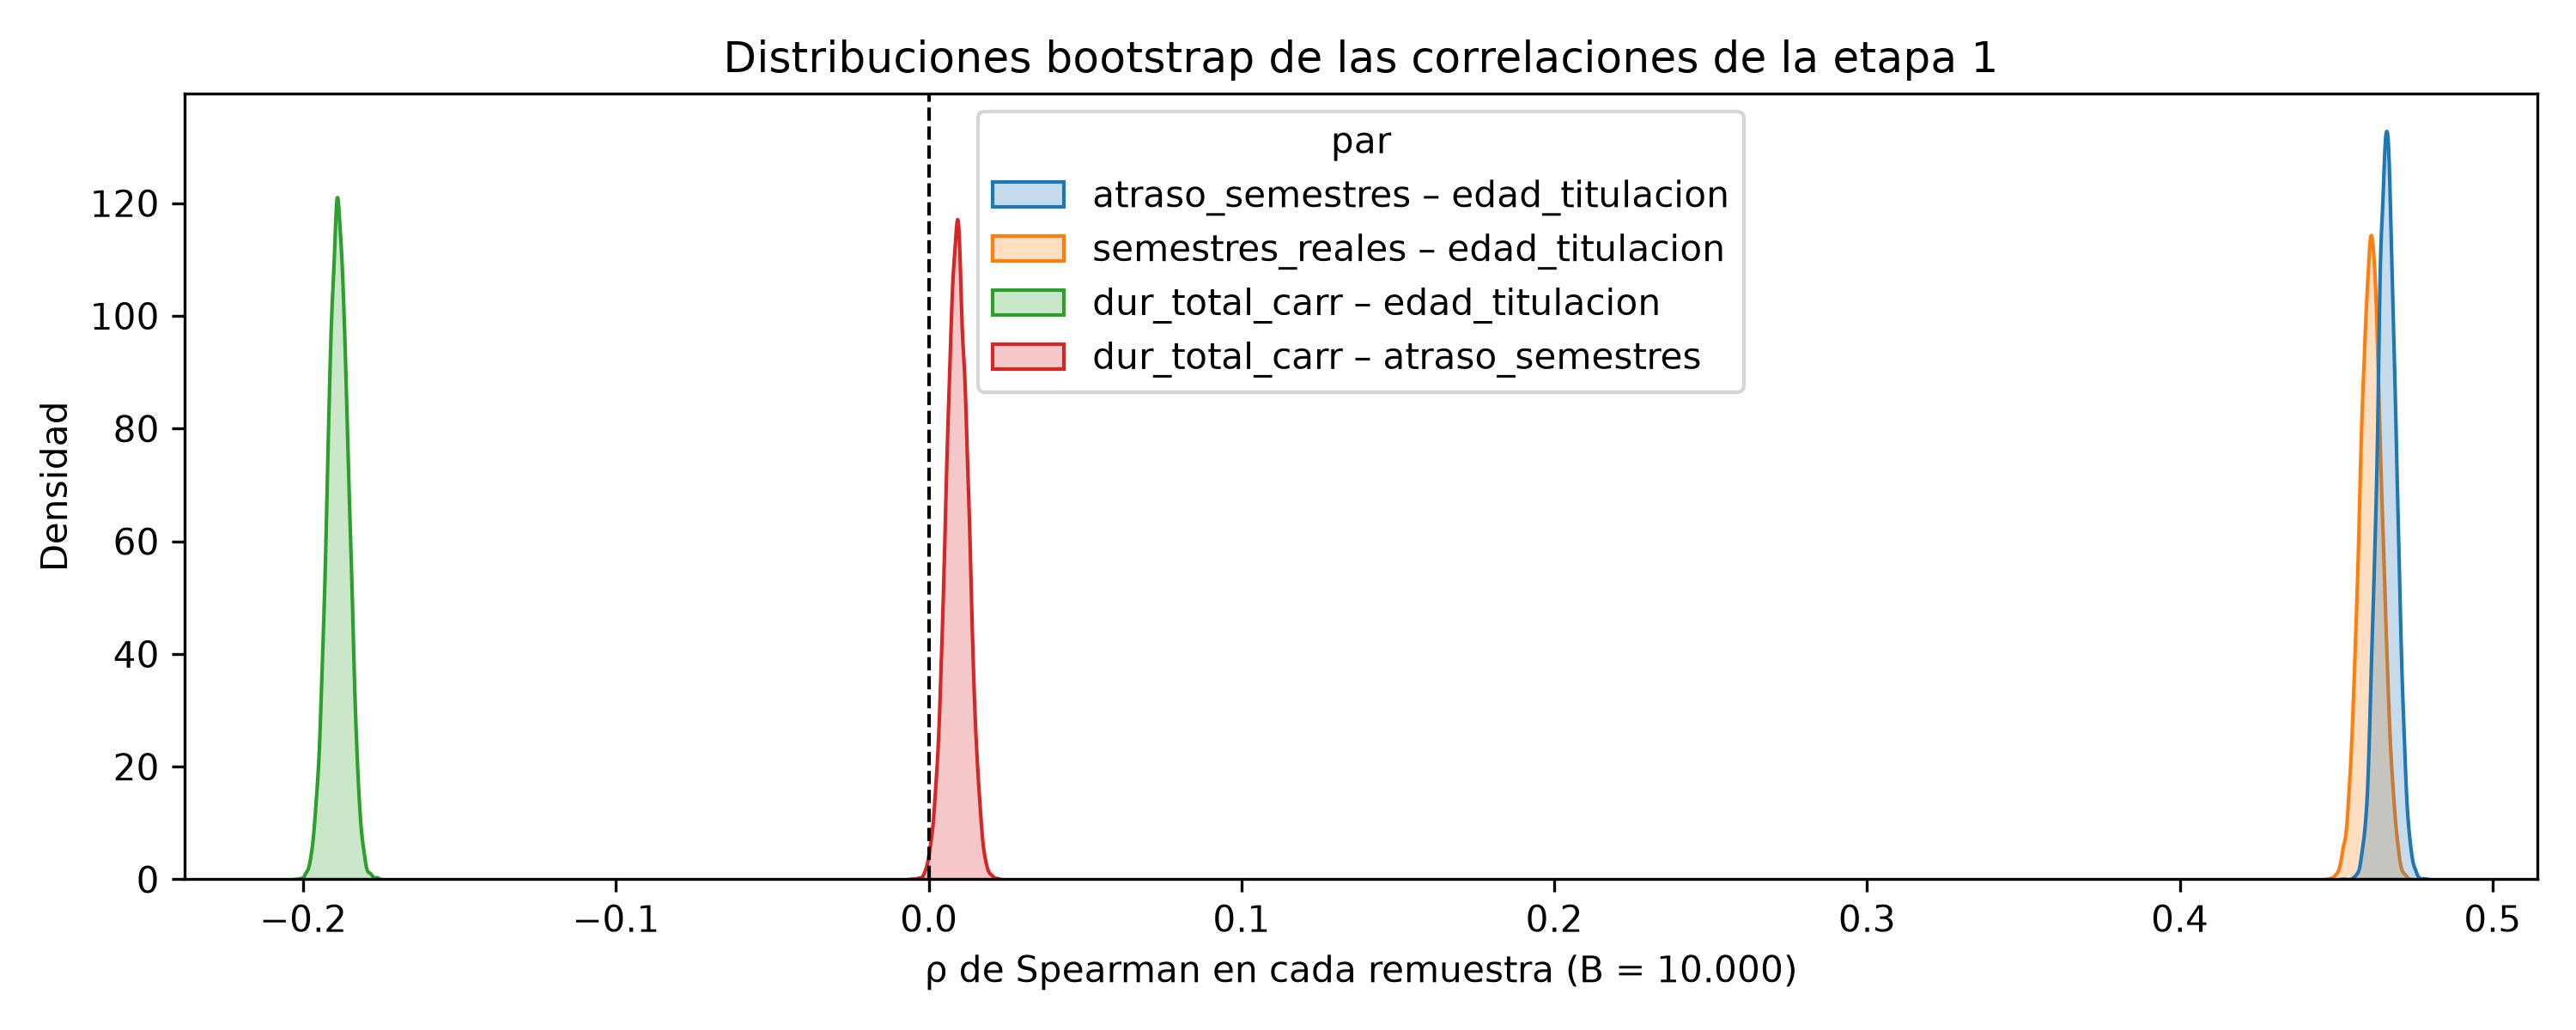 Distribuciones bootstrap de las correlaciones de la etapa 1
par
atraso_semestres – edad_titulacion
semestres_reales – edad_titulacion
dur_total_carr – edad_titulacion
dur_total_carr – atraso_semestres
Densidad
120
100
80
60
40
20
0
−0.2 −0.1 0.0 0.1 0.2 0.3 0.4 0.5
ρ de Spearman en cada remuestra (B = 10.000)